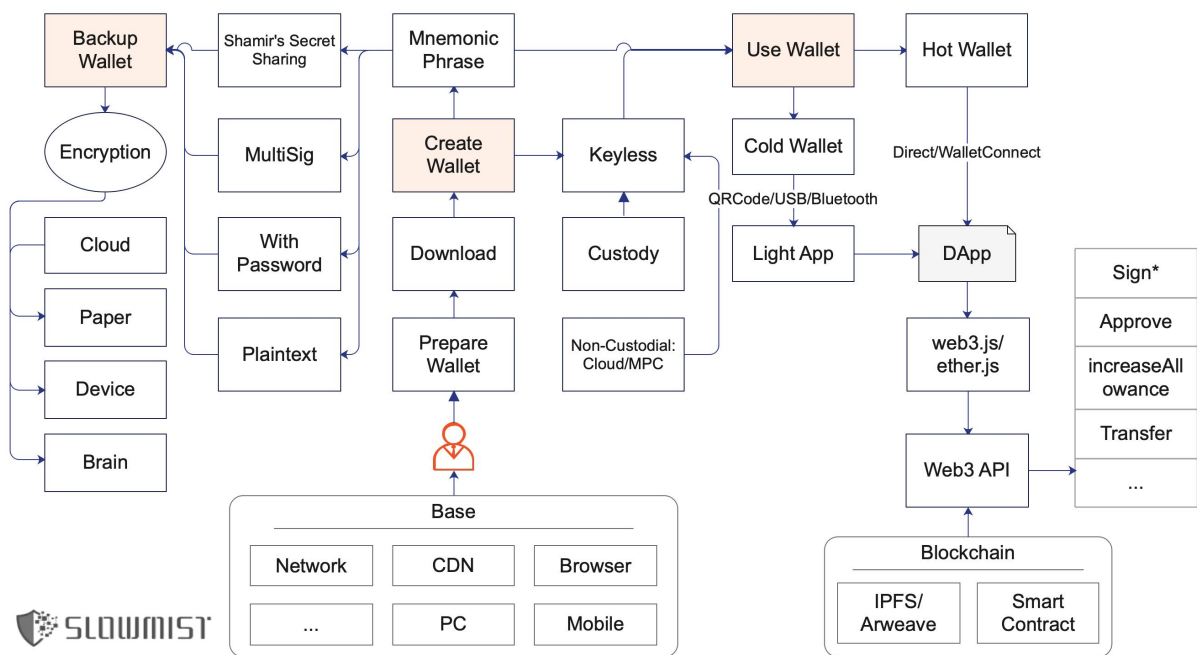 Backup
Wallet
Shamir's Secret
Sharing
Mnemonic
Phrase
Use Wallet
Hot Wallet
Encryption
MultiSig
Create
Wallet
Keyless
Cold Wallet
Direct/WalletConnect
QRCode/USB/Bluetooth
Cloud
With
Password
Download
Custody
Light App
DApp
Sign*
Paper
Plaintext
Prepare
Wallet
Non-Custodial:
Cloud/MPC
web3.js/
ether.js
Approve
increaseAll
owance
Device
Transfer
Brain
Web3 API
...
Base
Network
CDN
Browser
...
PC
Mobile
Blockchain
IPFS/
Arweave
Smart
Contract
SLOWMIST